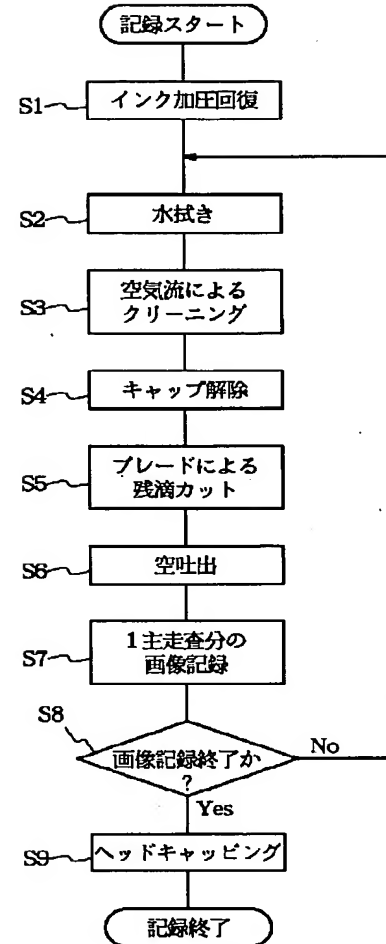 記録スタート
S1
インク加圧回復
S2
水拭き
S3
空気流による
クリーニング
S4
キャップ解除
S5
ブレードによる
残滴カット
S6
空吐出
S7
1主走査分の
画像記録
S8
画像記録終了か
?
No
Yes
S9
ヘッドキャッピング
記録終了